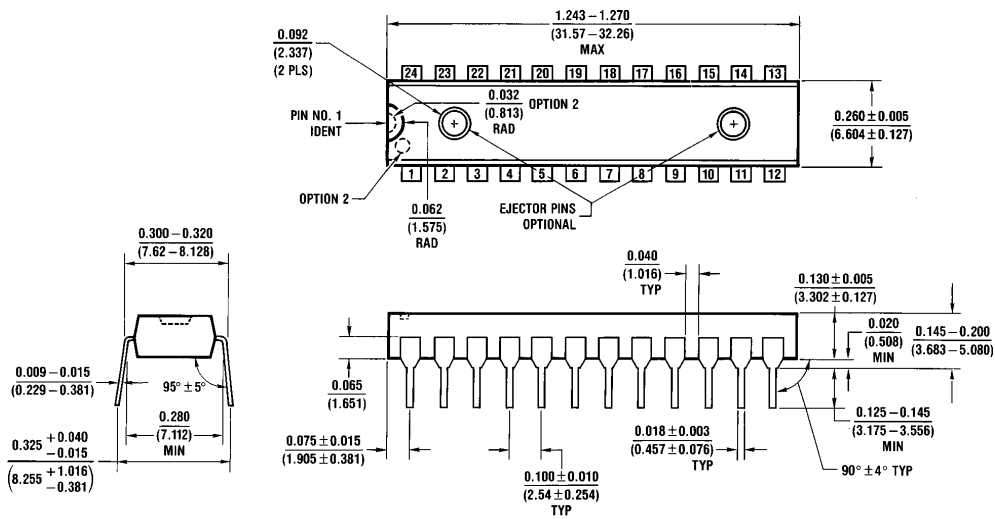 1.243–1.270
(31.57–32.26)
MAX
0.092
(2.337)
(2 PLS)
24 23 22 21 20 19 18 17 16 15 14 13
0.032
(0.813)
RAD
OPTION 2
PIN NO. 1
IDENT
0.260 ± 0.005
(6.604 ± 0.127)
1 2 3 4 5 6 7 8 9 10 11 12
OPTION 2
0.062
(1.575)
RAD
EJECTOR PINS
OPTIONAL
0.300–0.320
(7.62–8.128)
0.040
(1.016)
TYP
0.130 ± 0.005
(3.302 ± 0.127)
0.020
(0.508)
MIN
0.145–0.200
(3.683–5.080)
0.009–0.015
(0.229–0.381)
95° ± 5°
0.280
(7.112)
MIN
0.065
(1.651)
0.325 +0.040 −0.015
(8.255 +1.016 −0.381)
0.075 ± 0.015
(1.905 ± 0.381)
0.100 ± 0.010
(2.54 ± 0.254)
TYP
0.018 ± 0.003
(0.457 ± 0.076)
TYP
0.125–0.145
(3.175–3.556)
MIN
90° ± 4° TYP